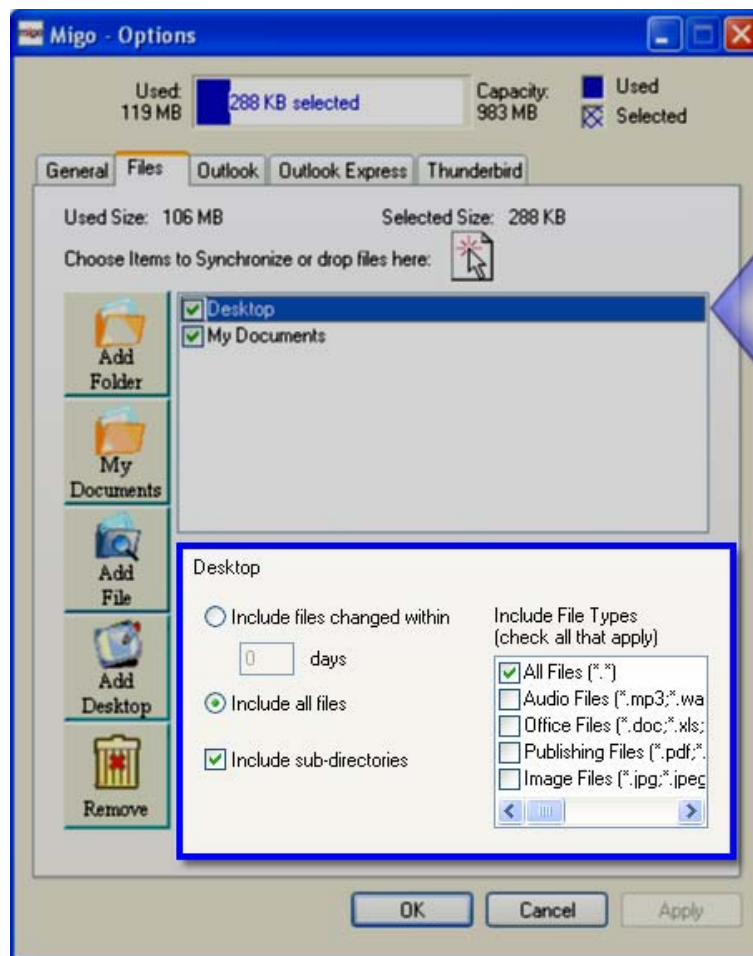 Migo - Options
Used:
119 MB
288 KB selected
Capacity:
983 MB
Used
Selected
General
Files
Outlook
Outlook Express
Thunderbird
Used Size: 106 MB
Selected Size: 288 KB
Choose Items to Synchronize or drop files here:
Add
Folder
My
Documents
Add
File
Add
Desktop
Remove
Desktop
My Documents
Desktop
Include files changed within
0 days
Include all files
Include sub-directories
Include File Types
(check all that apply)
All Files (*.*)
Audio Files (*.mp3;*.wa
Office Files (*.doc;*.xls;
Publishing Files (*.pdf;*.
Image Files (*.jpg;*.jpeg
OK
Cancel
Apply